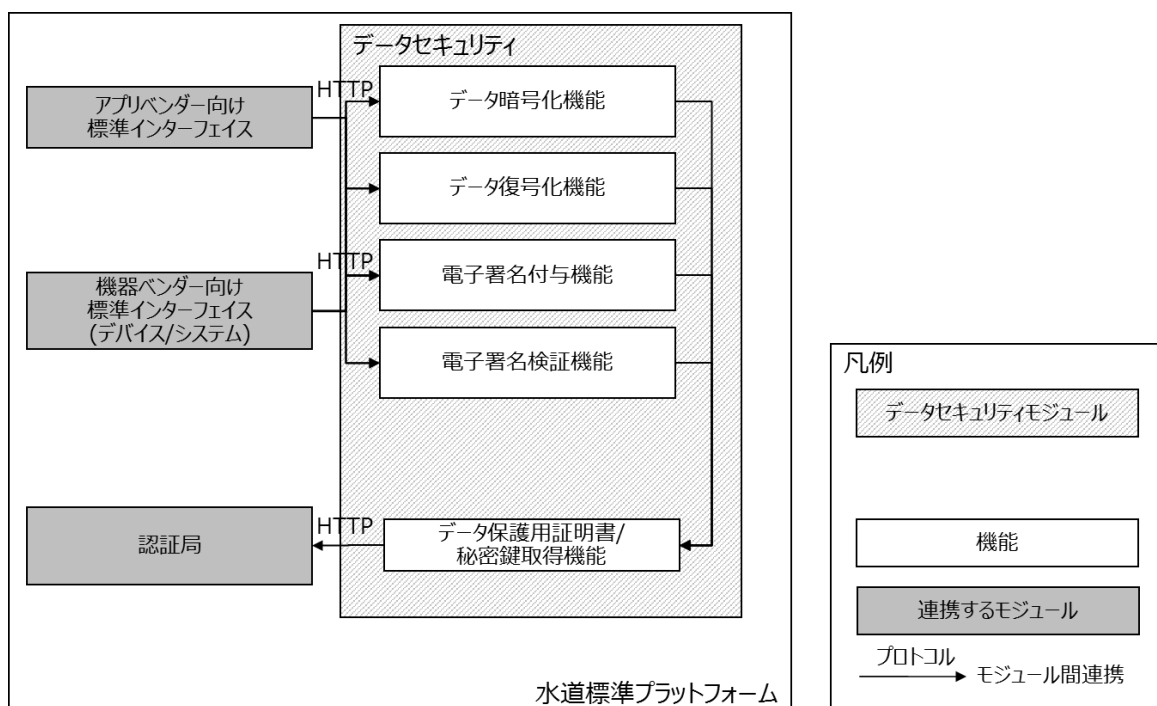 データセキュリティ
HTTP
アプリベンダー向け
標準インターフェイス
データ暗号化機能
データ復号化機能
HTTP
機器ベンダー向け
標準インターフェイス
(デバイス/システム)
電子署名付与機能
電子署名検証機能
HTTP
認証局
データ保護用証明書/
秘密鍵取得機能
水道標準プラットフォーム
凡例
データセキュリティモジュール
機能
連携するモジュール
プロトコル
モジュール間連携